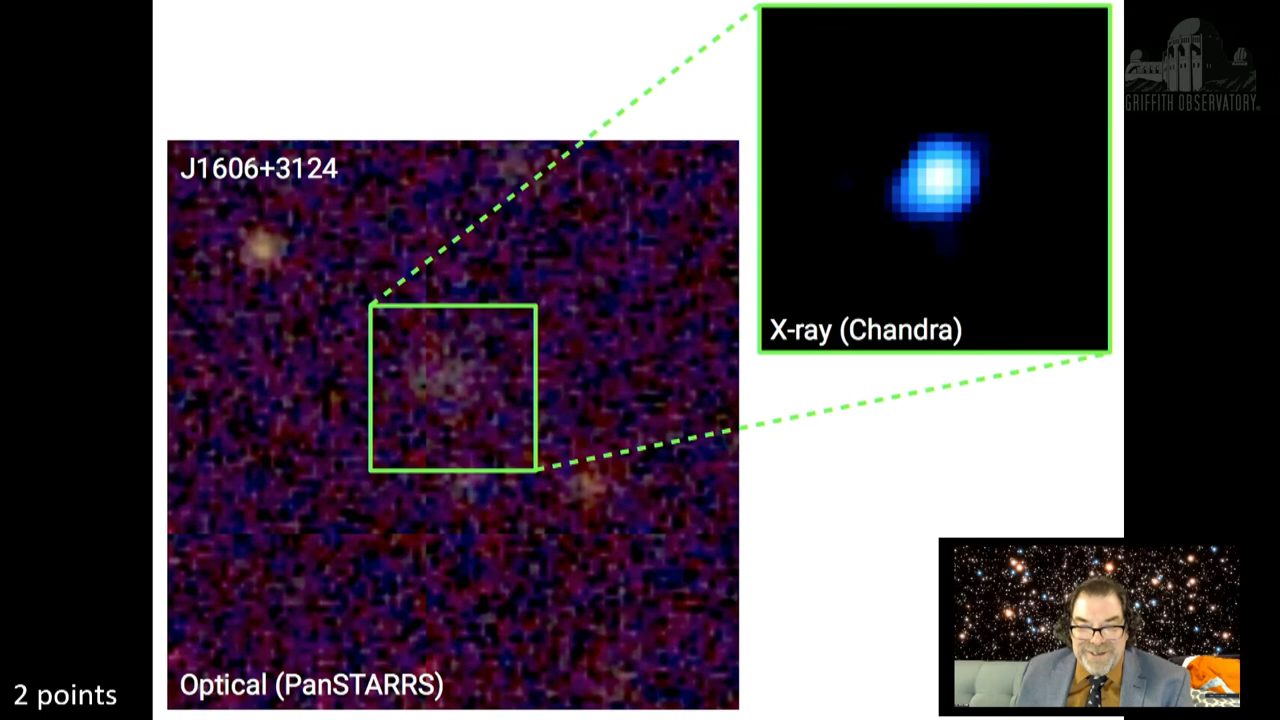 J1606+3124
X-ray (Chandra)
Optical (PanSTARRS)
2 points
GRIFFITH OBSERVATORY